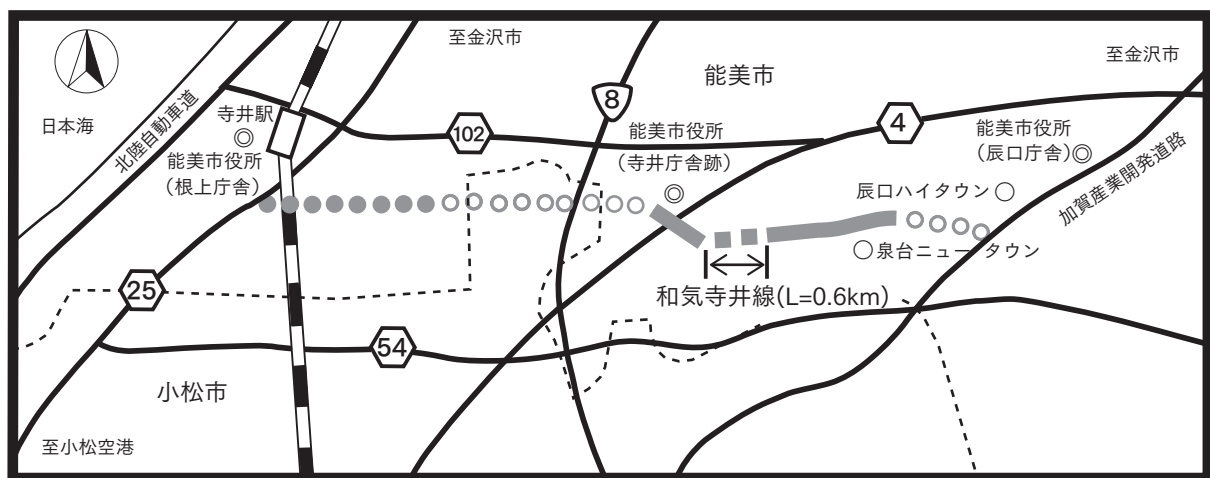 至金沢市
至金沢市
能美市
日本海
北陸自動車道
寺井駅
能美市役所
(根上庁舎)
102
8
能美市役所
(寺井庁舎跡)
4
能美市役所
(辰口庁舎)
加賀産業開発道路
辰口ハイタウン
泉台ニュータウン
和気寺井線(L=0.6km)
25
54
小松市
至小松空港